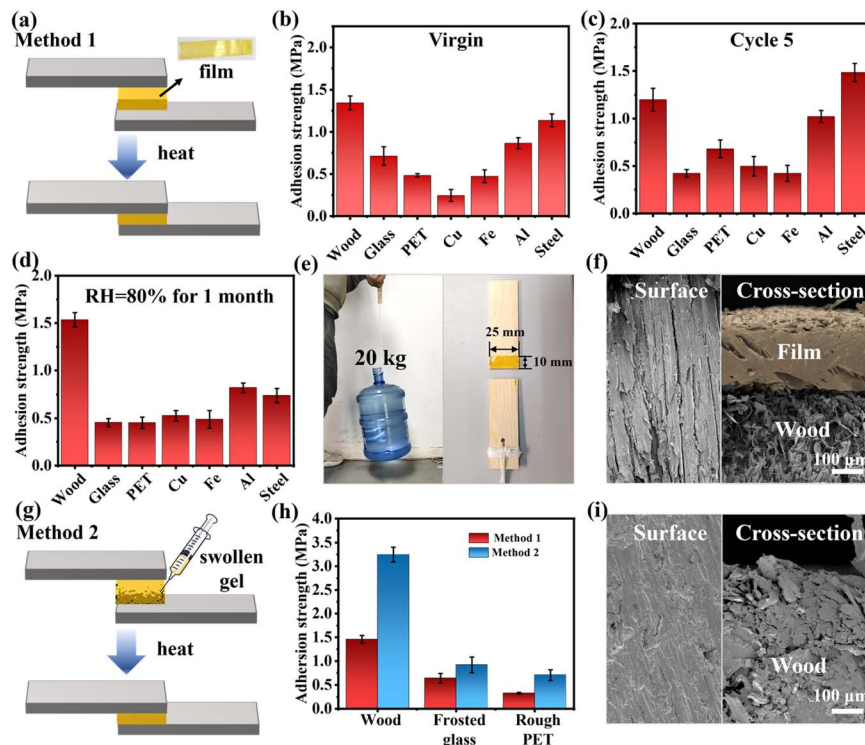 (a)
Method 1
film
heat
(b)
Virgin
Adhesion strength (MPa)
2.0
1.5
1.0
0.5
0.0
Wood
Glass
PET
Cu
Fe
Al
Steel
(c)
Cycle 5
Adhesion strength (MPa)
2.0
1.5
1.0
0.5
0.0
Wood
Glass
PET
Cu
Fe
Al
Steel
(d)
RH=80% for 1 month
Adhesion strength (MPa)
2.0
1.5
1.0
0.5
0.0
Wood
Glass
PET
Cu
Fe
Al
Steel
(e)
20 kg
25 mm
10 mm
(f)
Surface
Cross-section
Film
Wood
100 μm
(g)
Method 2
swollen
gel
heat
(h)
Method 1
Method 2
Adhersion strength (MPa)
4.0
3.5
3.0
2.5
2.0
1.5
1.0
0.5
0.0
Wood
Frosted
glass
Rough
PET
(i)
Surface
Cross-section
Wood
100 μm